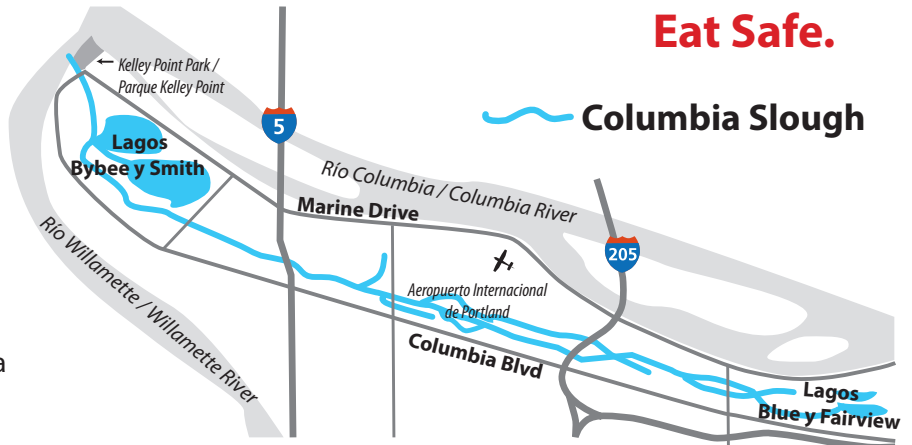 Eat Safe.
Kelley Point Park /
Parque Kelley Point
5
Columbia Slough
Lagos
Bybee y Smith
Río Columbia / Columbia River
Marine Drive
205
Río Willamette / Willamette River
Aeropuerto Internacional
de Portland
Columbia Blvd
a
Lagos
Blue y Fairview